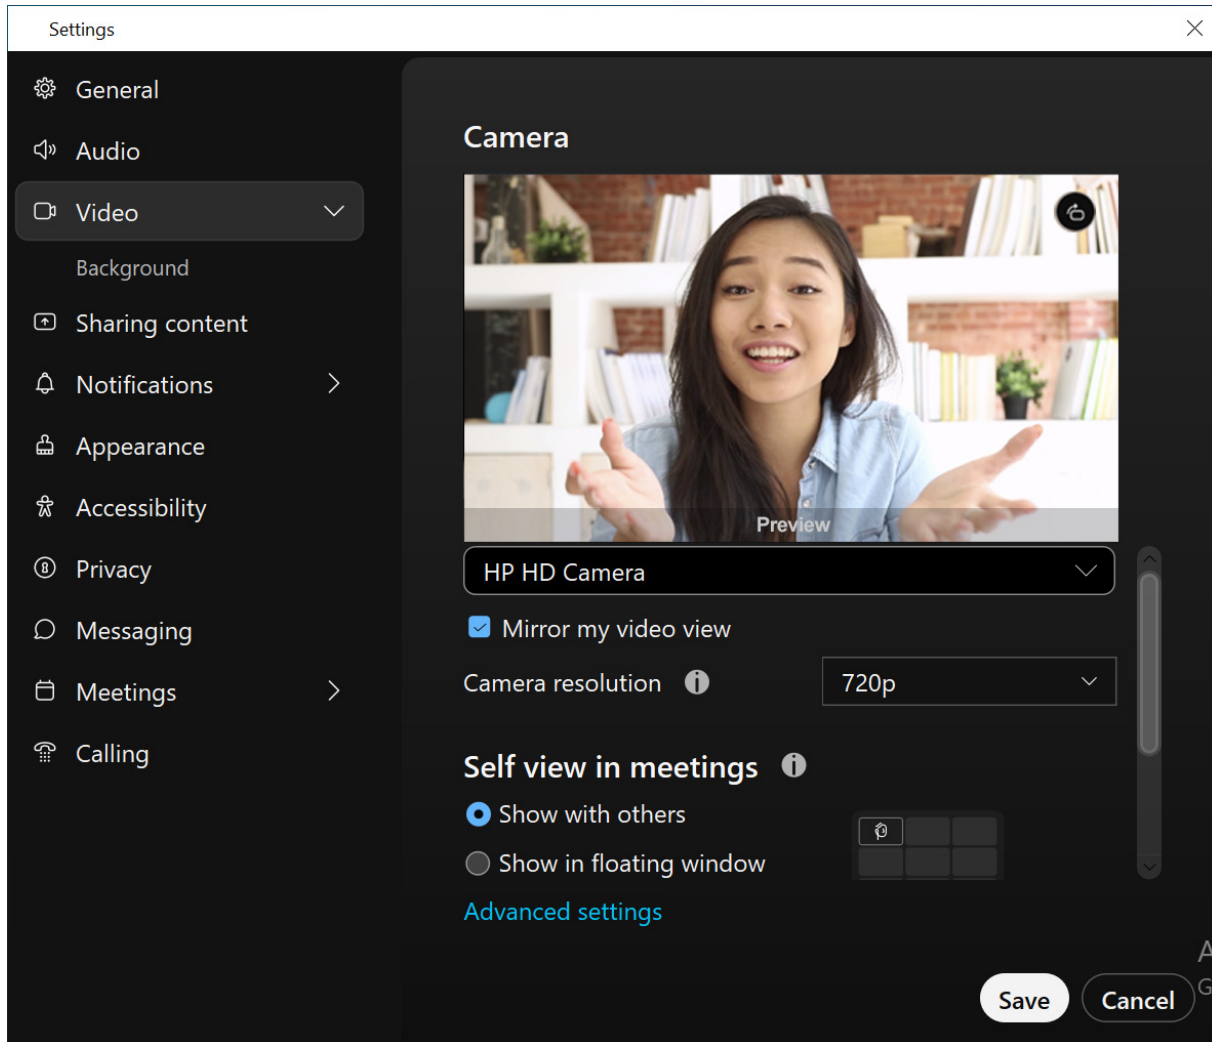 Settings
General
Audio
Video
Background
Sharing content
Notifications
Appearance
Accessibility
Privacy
Messaging
Meetings
Calling
Camera
Preview
HP HD Camera
Mirror my video view
Camera resolution
720p
Self view in meetings
Show with others
Show in floating window
Advanced settings
Save
Cancel